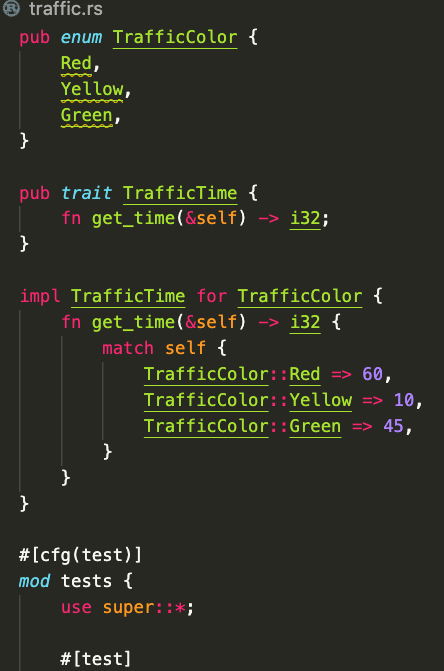 traffic.rs
pub enum TrafficColor {
    Red,
    Yellow,
    Green,
}

pub trait TrafficTime {
    fn get_time(&self) -> i32;
}

impl TrafficTime for TrafficColor {
    fn get_time(&self) -> i32 {
        match self {
            TrafficColor::Red => 60,
            TrafficColor::Yellow => 10,
            TrafficColor::Green => 45,
        }
    }
}

#[cfg(test)]
mod tests {
    use super::*;

    #[test]